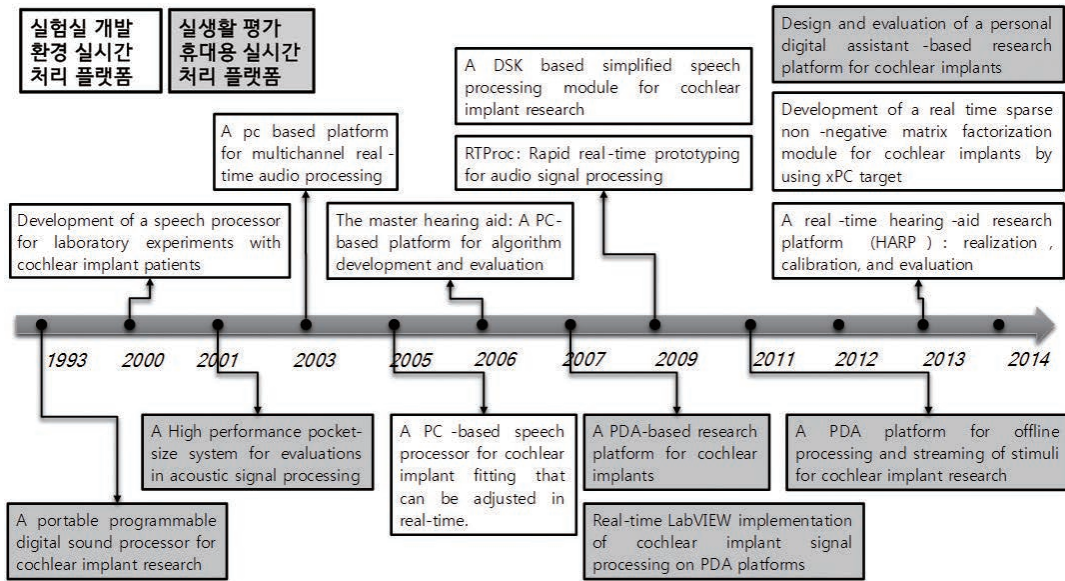 실험실 개발
환경 실시간
처리 플랫폼
실생활 평가
휴대용 실시간
처리 플랫폼
A pc based platform
for multichannel real -
time audio processing
Development of a speech processor
for laboratory experiments with
cochlear implant patients
A DSK based simplified speech
processing module for cochlear
implant research
RTProc: Rapid real-time prototyping
for audio signal processing
The master hearing aid: A PC-
based platform for algorithm
development and evaluation
Design and evaluation of a personal
digital assistant -based research
platform for cochlear implants
Development of a real time sparse
non -negative matrix factorization
module for cochlear implants by
using xPC target
A real -time hearing -aid research
platform (HARP ) : realization ,
calibration, and evaluation
1993 2000 2001 2003 2005 2006 2007 2009 2011 2012 2013 2014
A High performance pocket-
size system for evaluations
in acoustic signal processing
A portable programmable
digital sound processor for
cochlear implant research
A PC -based speech
processor for cochlear
implant fitting that
can be adjusted in
real-time.
A PDA-based research
platform for cochlear
implants
Real-time LabVIEW implementation
of cochlear implant signal
processing on PDA platforms
A PDA platform for offline
processing and streaming of stimuli
for cochlear implant research